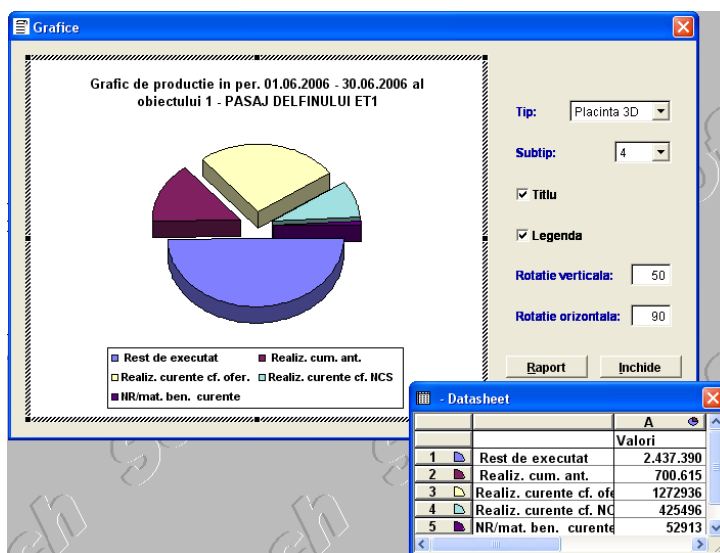 Grafice
Grafic de productie in per. 01.06.2006 - 30.06.2006 al
obiectului 1 - PASAJ DELFINULUI ET1
Tip: Placinta 3D
Subtip: 4
Titlu
Legenda
Rotatie verticala: 50
Rotatie orizontala: 90
Raport Inchide
Rest de executat Realiz. cum. ant.
Realiz. curente cf. ofer. Realiz. curente cf. NCS
NR/mat. ben. curente
- Datasheet
A
Valori
1 Rest de executat 2.437.390
2 Realiz. cum. ant. 700.615
3 Realiz. curente cf. ofe 1272936
4 Realiz. curente cf. NC 425496
5 NR/mat. ben. curente 52913